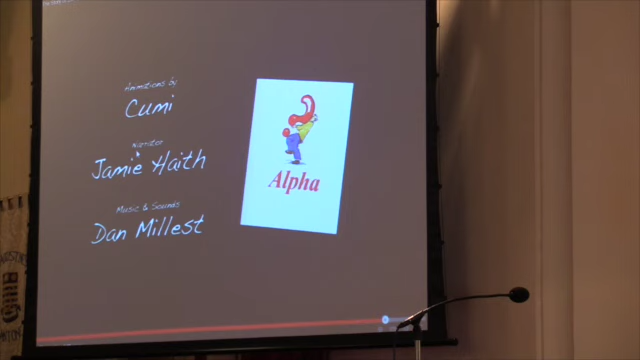 Animations by
Cumi
Narrator
Jamie Haith
Music & Sounds
Dan Millest
Alpha